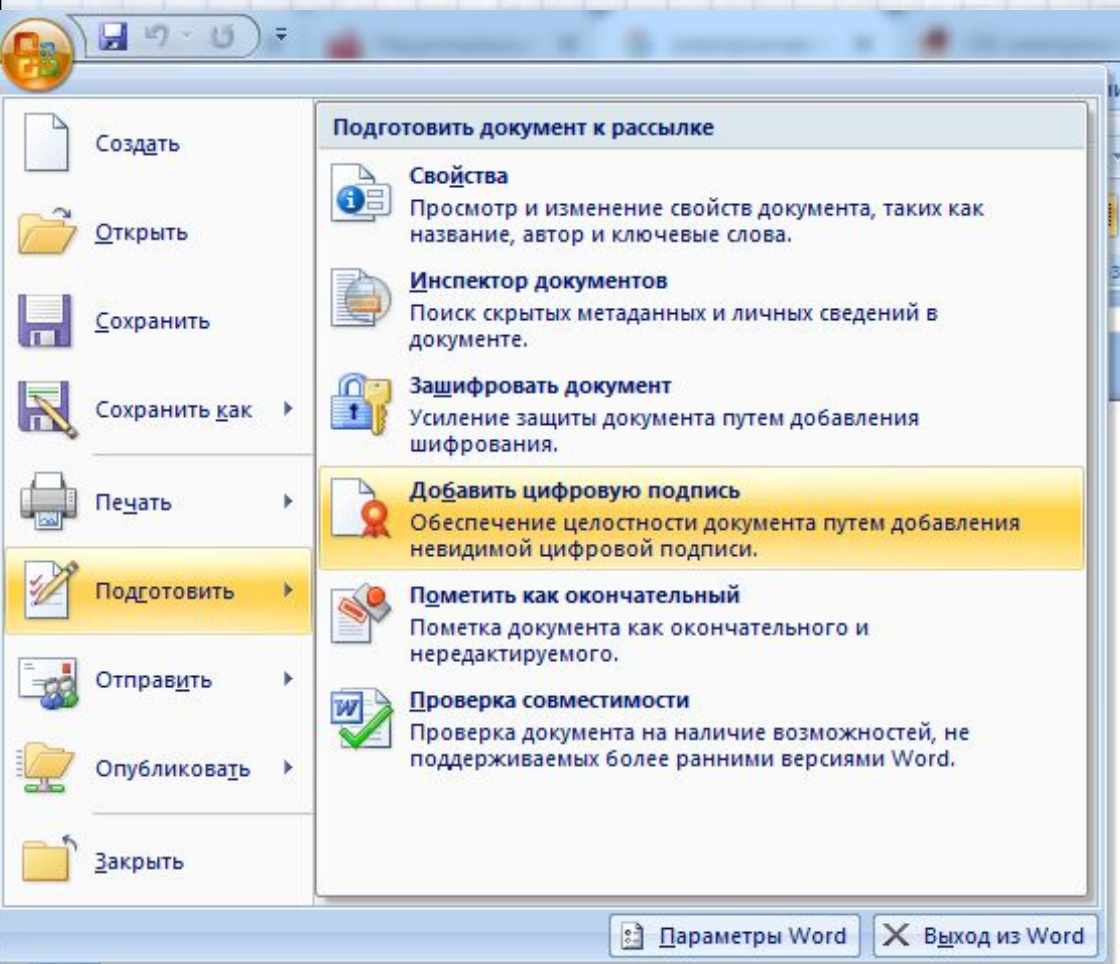 Создать
Открыть
Сохранить
Сохранить как
Печать
Подготовить
Отправить
Опубликовать
Закрыть
Подготовить документ к рассылке
Свойства
Просмотр и изменение свойств документа, таких как
название, автор и ключевые слова.
Инспектор документов
Поиск скрытых метаданных и личных сведений в
документе.
Зашифровать документ
Усиление защиты документа путем добавления
шифрования.
Добавить цифровую подпись
Обеспечение целостности документа путем добавления
невидимой цифровой подписи.
Пометить как окончательный
Пометка документа как окончательного и
нередактируемого.
Проверка совместимости
Проверка документа на наличие возможностей, не
поддерживаемых более ранними версиями Word.
Параметры Word
Выход из Word